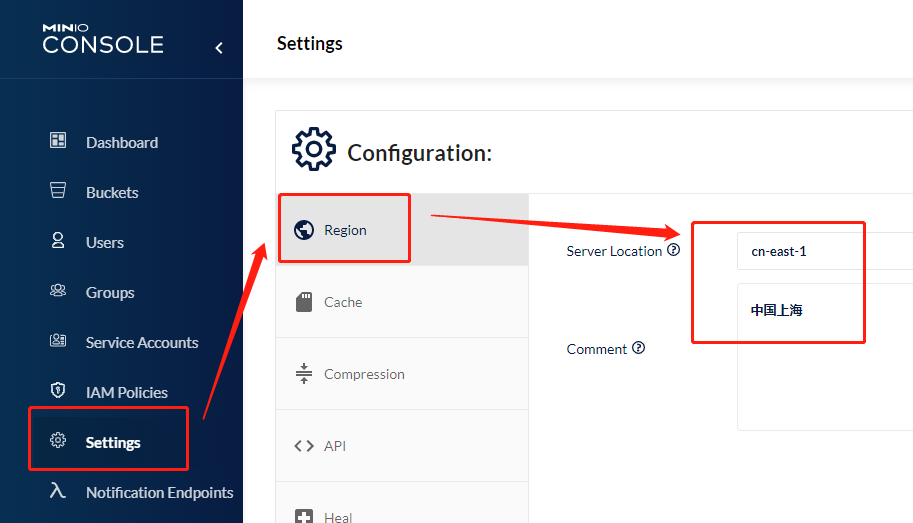 MINIO
CONSOLE
Settings
Dashboard
Buckets
Users
Groups
Service Accounts
IAM Policies
Settings
Notification Endpoints
Configuration:
Region
Cache
Compression
API
Heal
Server Location
cn-east-1
Comment
中国上海